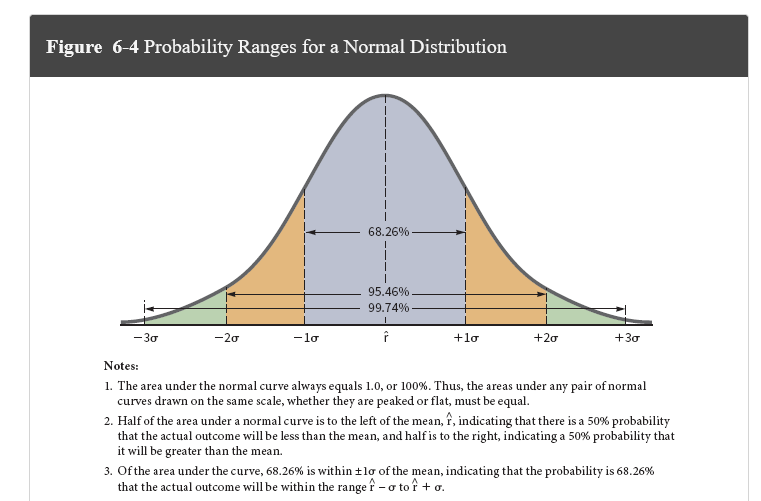 Figure 6-4 Probability Ranges for a Normal Distribution
68.26%
95.46%
99.74%
−3σ −2σ −1σ r̂ +1σ +2σ +3σ
Notes:
1. The area under the normal curve always equals 1.0, or 100%. Thus, the areas under any pair of normal
curves drawn on the same scale, whether they are peaked or flat, must be equal.
2. Half of the area under a normal curve is to the left of the mean, r̂, indicating that there is a 50% probability
that the actual outcome will be less than the mean, and half is to the right, indicating a 50% probability that
it will be greater than the mean.
3. Of the area under the curve, 68.26% is within ±1σ of the mean, indicating that the probability is 68.26%
that the actual outcome will be within the range r̂ − σ to r̂ + σ.